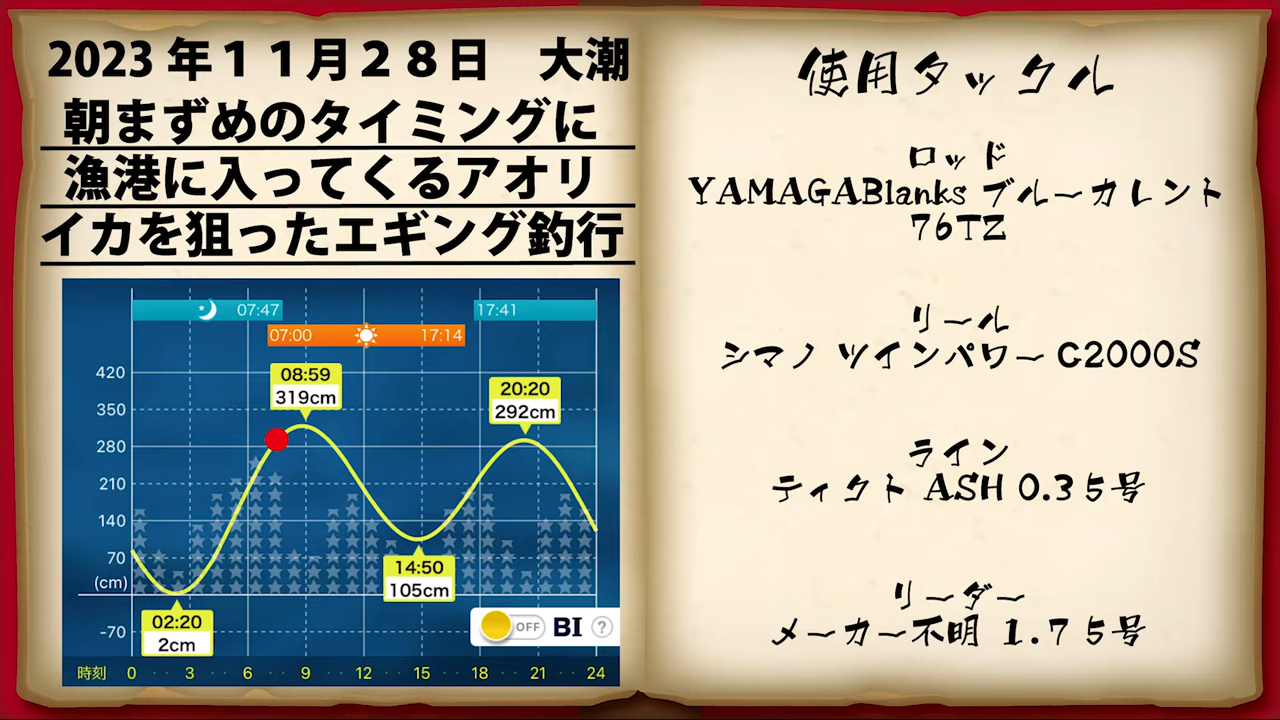 2023年１１月２８日　大潮
朝まずめのタイミングに
漁港に入ってくるアオリ
イカを狙ったエギング釣行
07:47
17:41
07:00
17:14
08:59
319cm
20:20
292cm
420
350
280
210
140
70
(cm)
-70
14:50
105cm
02:20
2cm
OFF
BI
?
時刻 0 3 6 9 12 15 18 21 24
使用タックル
ロッド
YAMAGABlanks ブルーカレント
76TZ
リール
シマノ ツインパワー C2000S
ライン
ティクト ASH 0.35号
リーダー
メーカー不明 1.75号